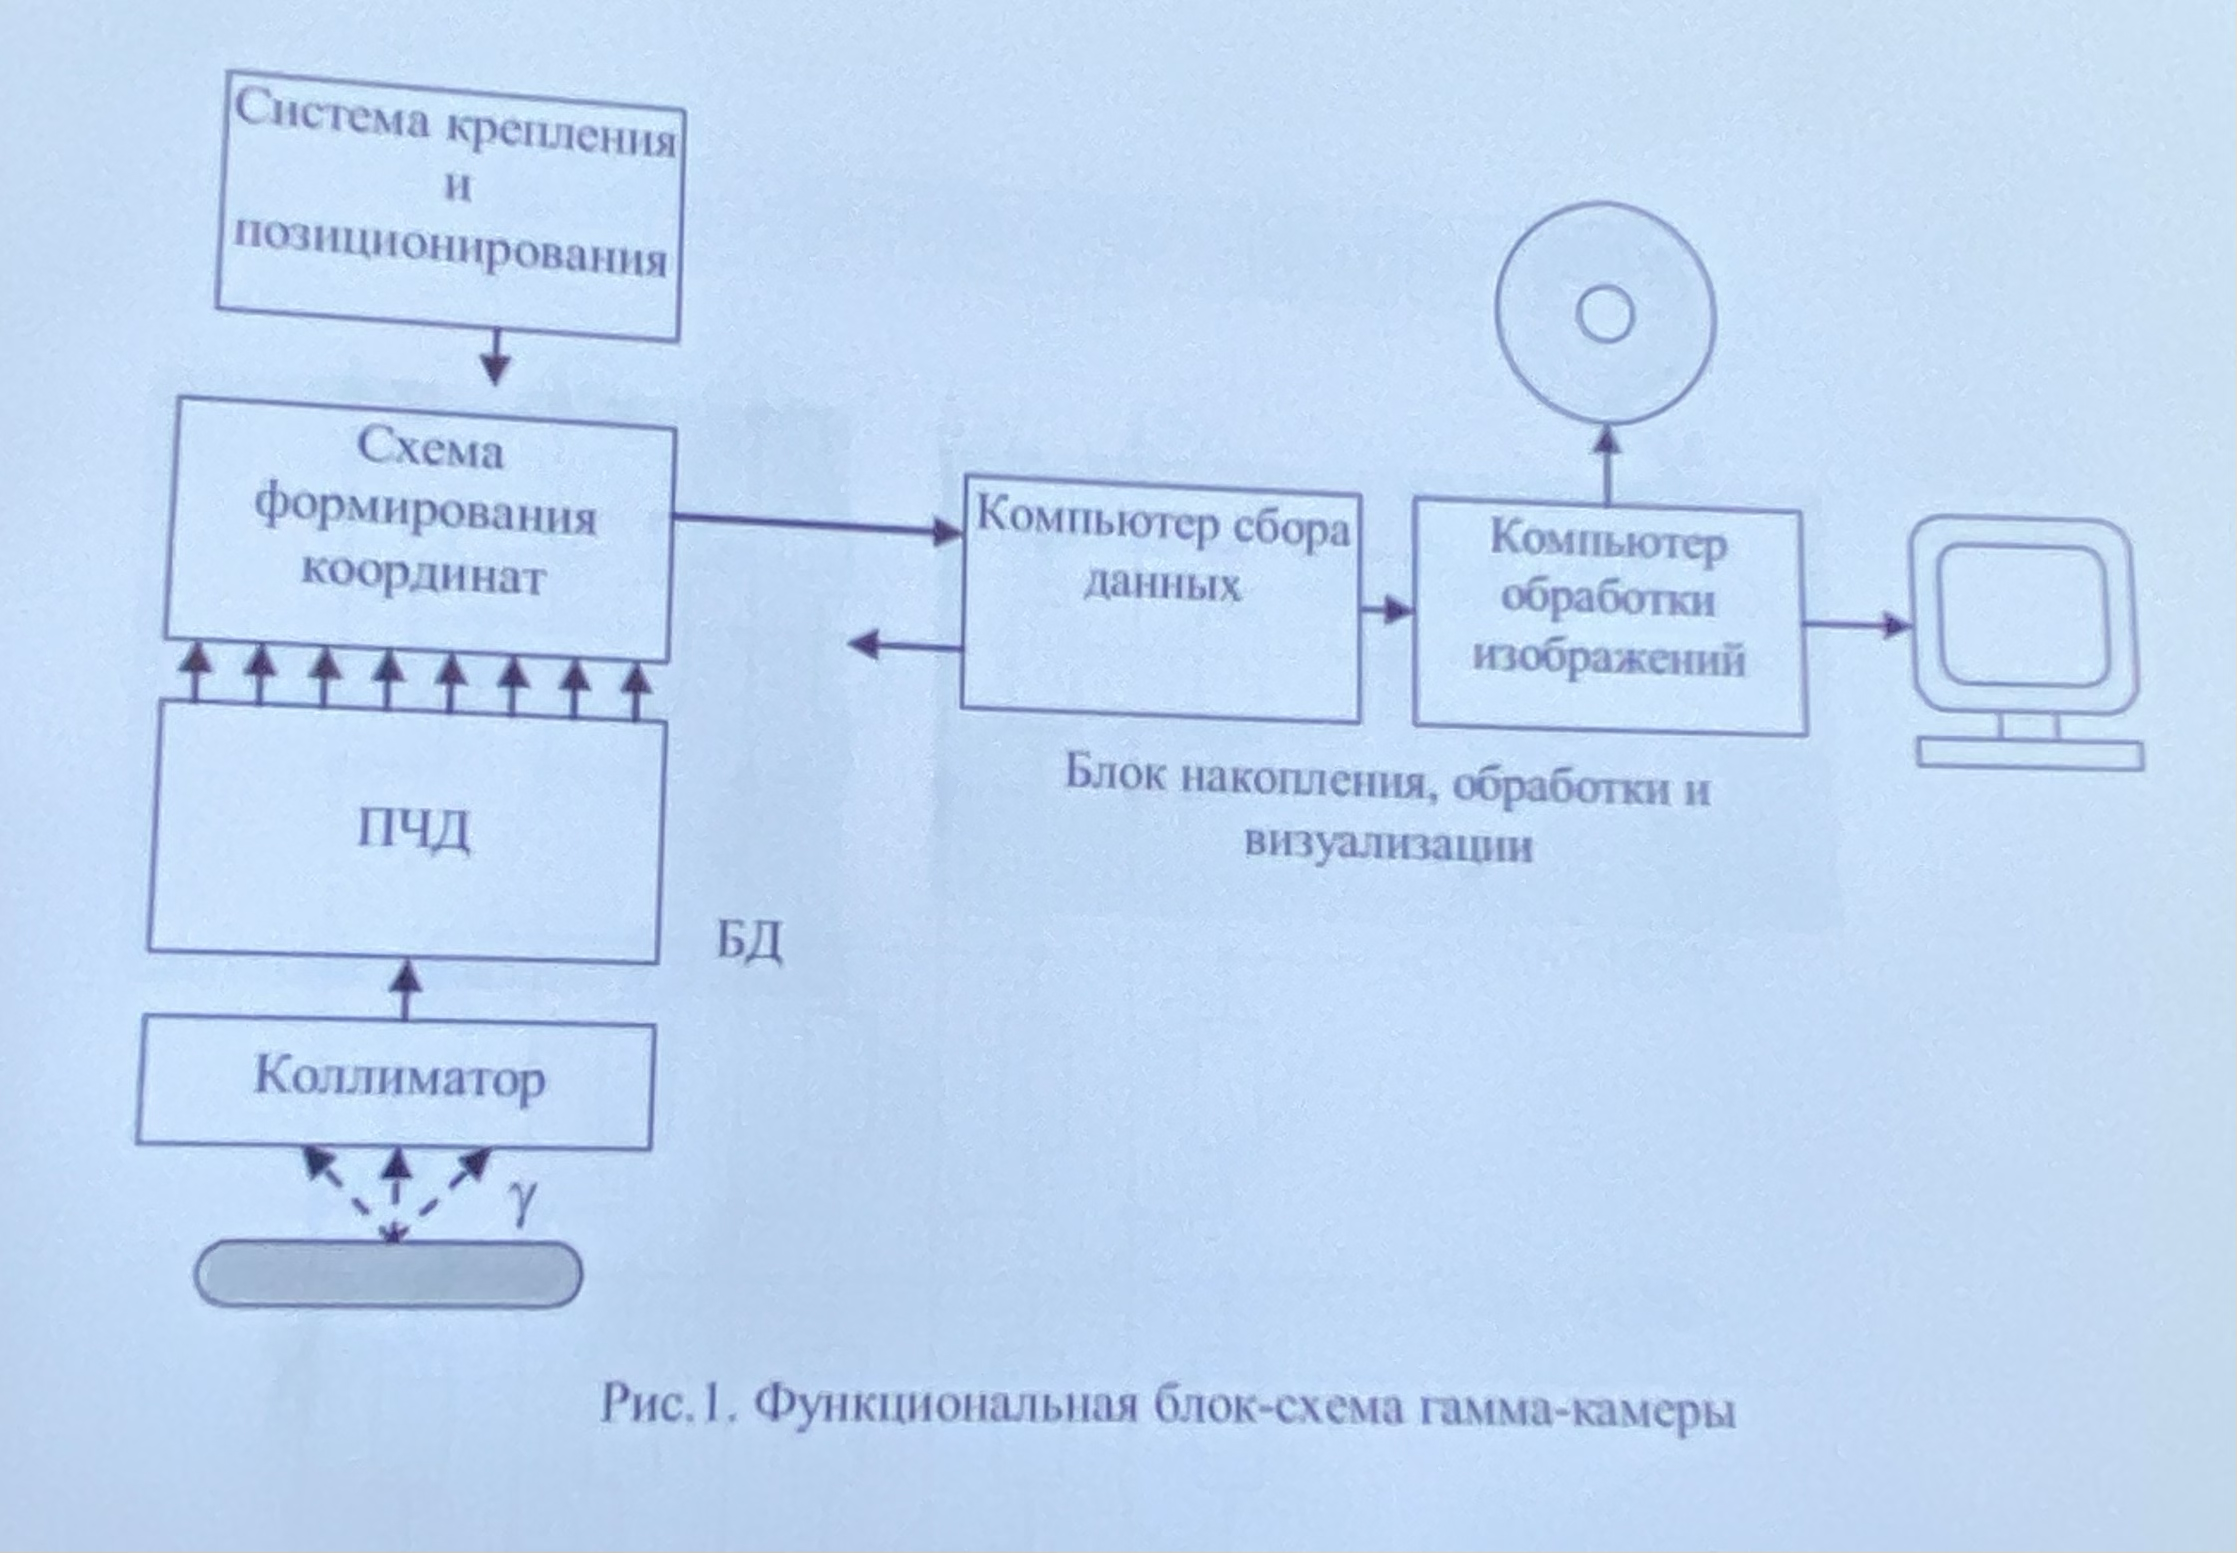 Система крепления
и
позиционирования
Схема
формирования
координат
Компьютер сбора
данных
Компьютер
обработки
изображений
Блок накопления, обработки и
визуализации
ПЧД
БД
Коллиматор
γ
Рис.1. Функциональная блок-схема гамма-камеры